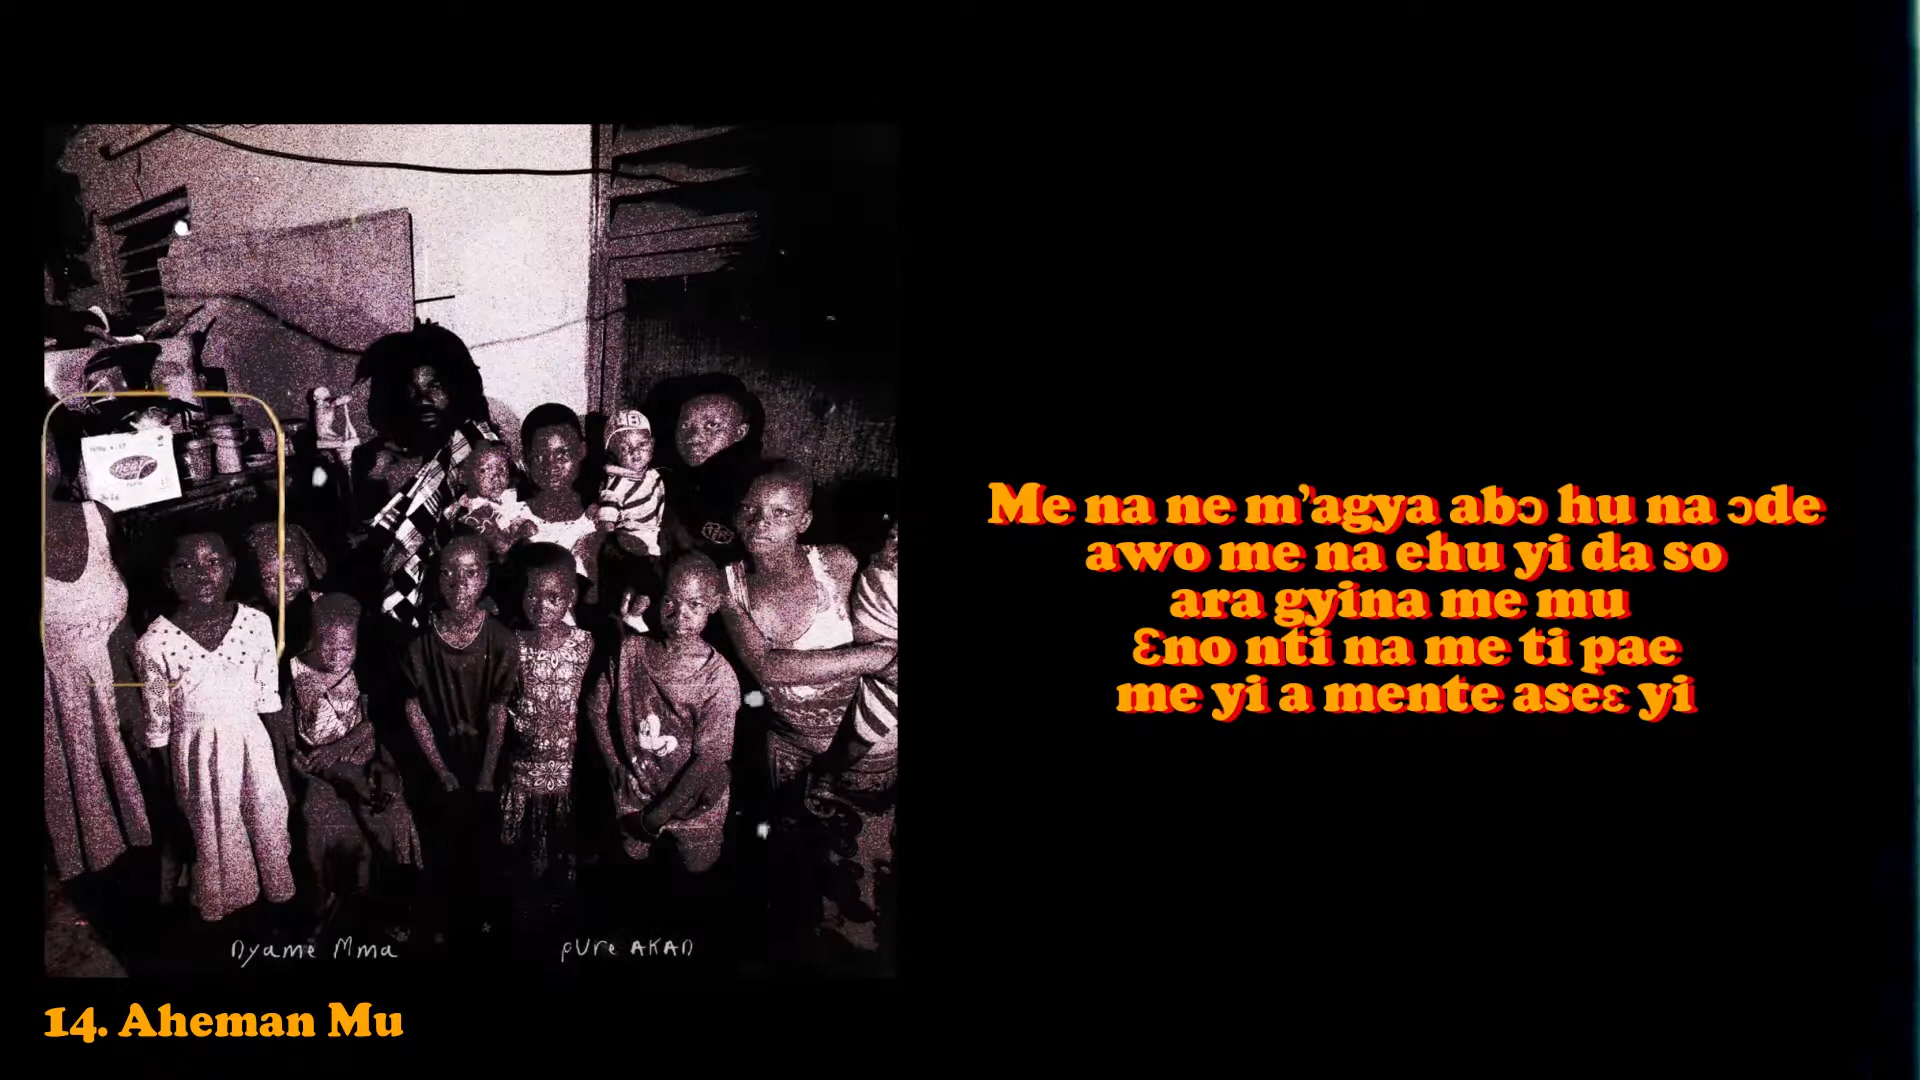 Me na ne m’agya abɔ hu na ɔde
awo me na ehu yi da so
ara gyina me mu
Ɛno nti na me ti pae
me yi a mente aseɛ yi
Nyame Mma
pUre AKAN
14. Aheman Mu